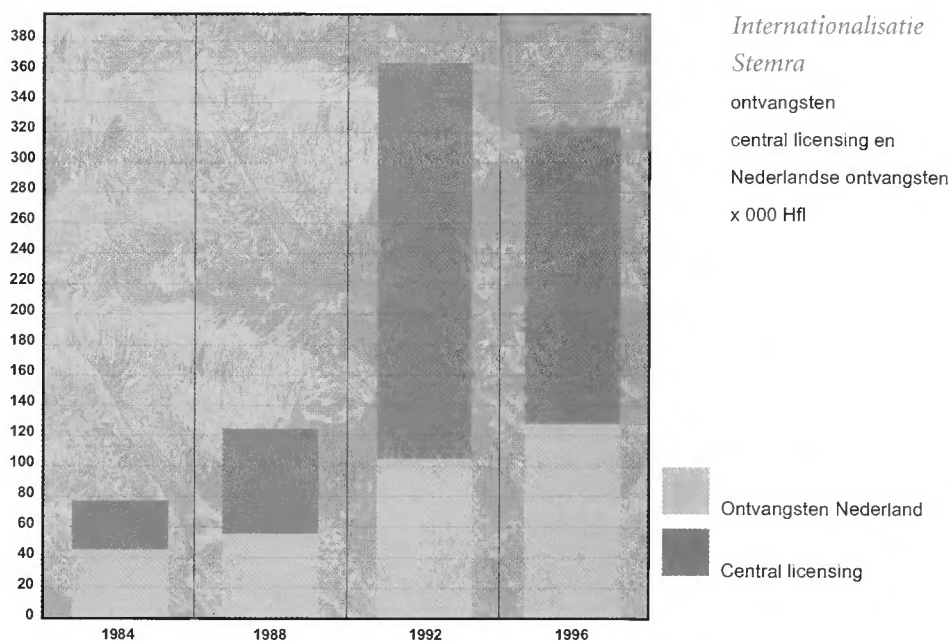 Internationalisatie
Stemra
ontvangsten
central licensing en
Nederlandse ontvangsten
x 000 Hfl
380
360
340
320
300
280
260
240
220
200
180
160
140
120
100
80
60
40
20
0
1984 1988 1992 1996
Ontvangsten Nederland
Central licensing